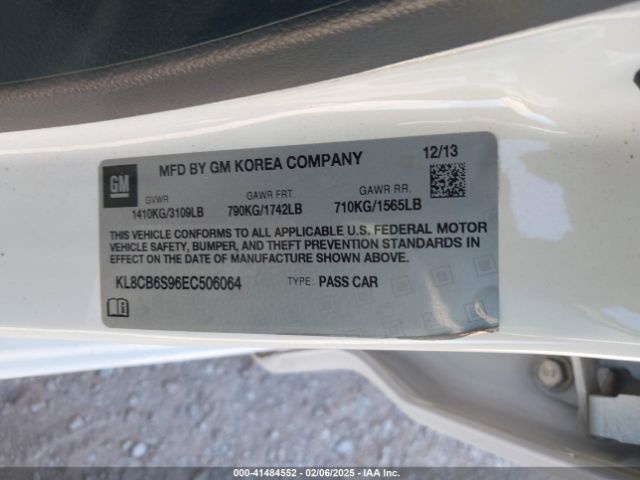 MFD BY GM KOREA COMPANY 12/13
GM
GVWR GAWR FRT. GAWR RR.
1410KG/3109LB 790KG/1742LB 710KG/1565LB
THIS VEHICLE CONFORMS TO ALL APPLICABLE U.S. FEDERAL MOTOR
VEHICLE SAFETY, BUMPER, AND THEFT PREVENTION STANDARDS IN
EFFECT ON THE DATE OF MANUFACTURE SHOWN ABOVE.
KL8CB6S96EC506064 TYPE: PASS CAR
000-41484552 — 02/06/2025 — IAA Inc.